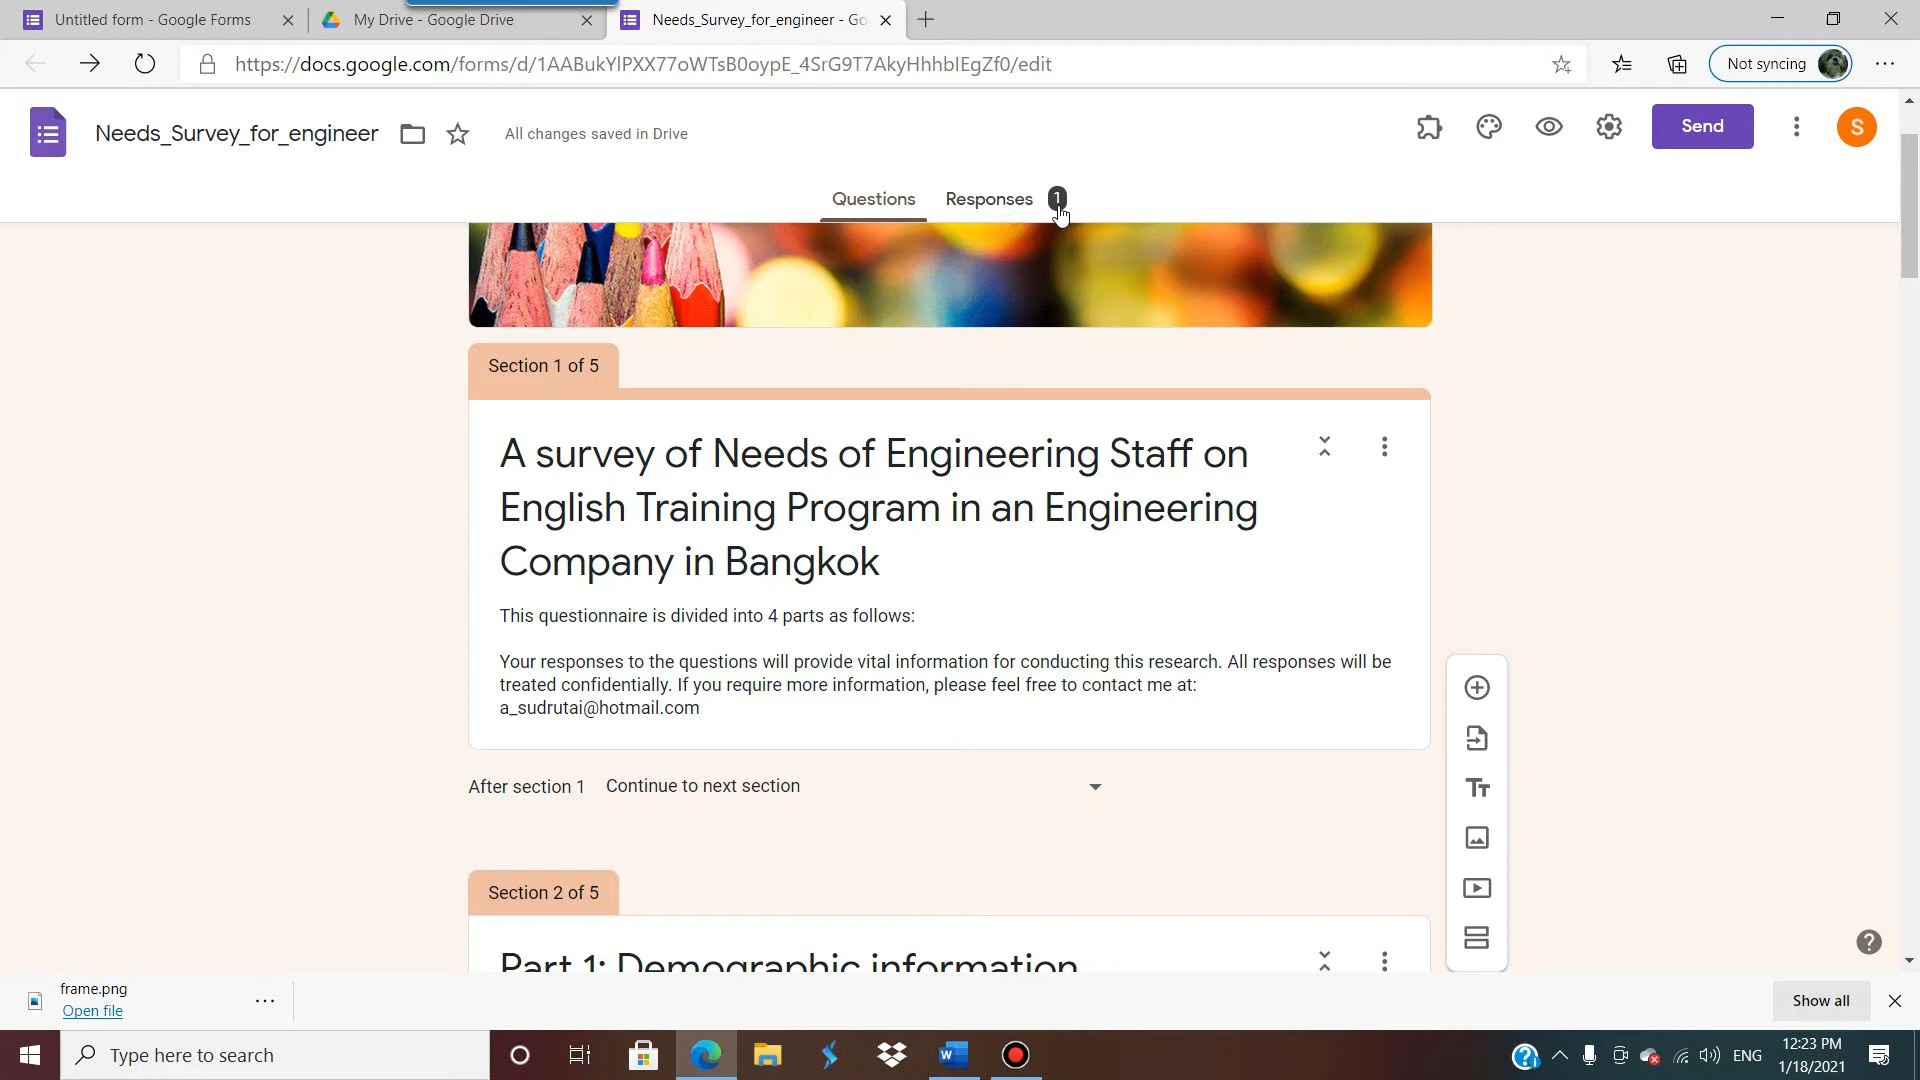 Untitled form - Google Forms
My Drive - Google Drive
Needs_Survey_for_engineer - Go
https://docs.google.com/forms/d/1AABukYlPXX77oWTsB0oypE_4SrG9T7AkyHhhblEgZf0/edit
Not syncing
Needs_Survey_for_engineer
All changes saved in Drive
Send
S
Questions
Responses
1
Section 1 of 5
A survey of Needs of Engineering Staff on
English Training Program in an Engineering
Company in Bangkok
This questionnaire is divided into 4 parts as follows:
Your responses to the questions will provide vital information for conducting this research. All responses will be
treated confidentially. If you require more information, please feel free to contact me at:
a_sudrutai@hotmail.com
After section 1
Continue to next section
Tт
Section 2 of 5
Part 1: Demographic information
frame.png
Open file
Show all
Type here to search
ENG
12:23 PM
1/18/2021